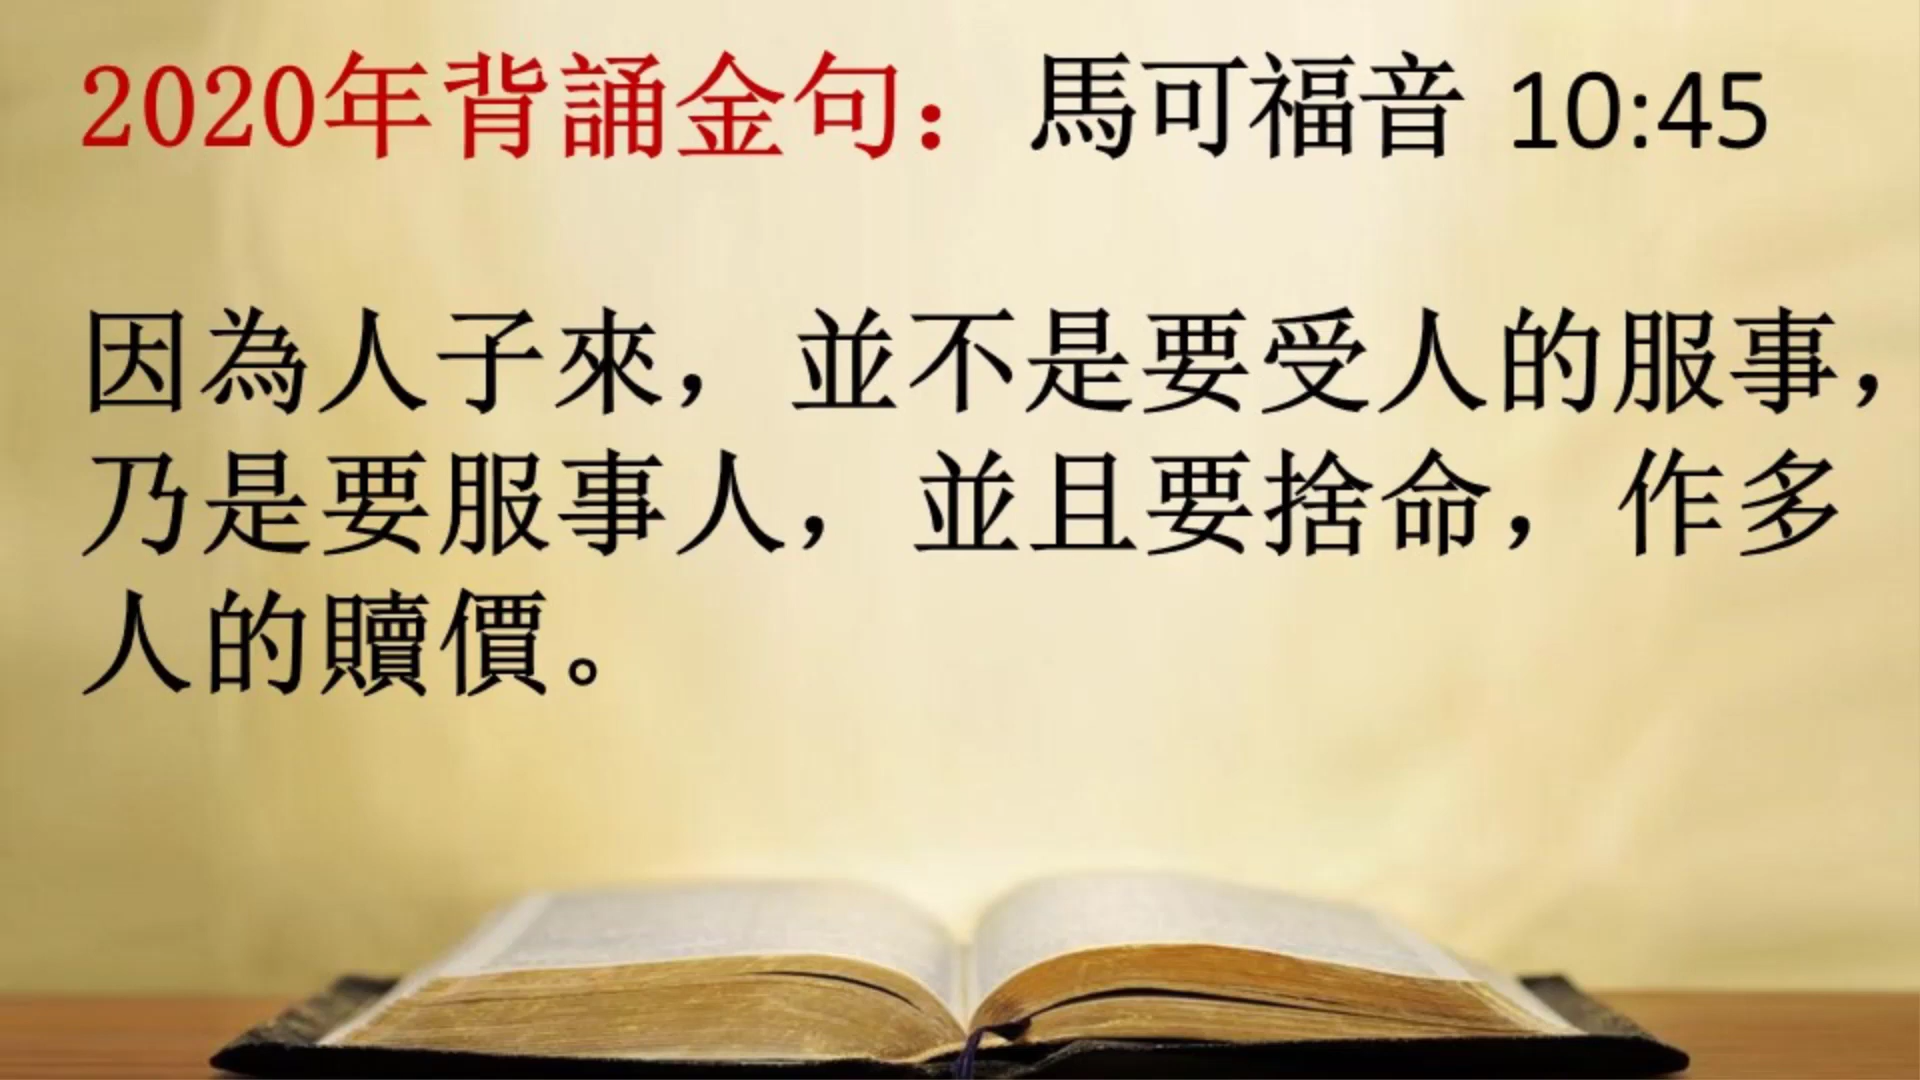 2020年背誦金句： 馬可福音 10:45
因為人子來，並不是要受人的服事，
乃是要服事人，並且要捨命，作多
人的贖價。